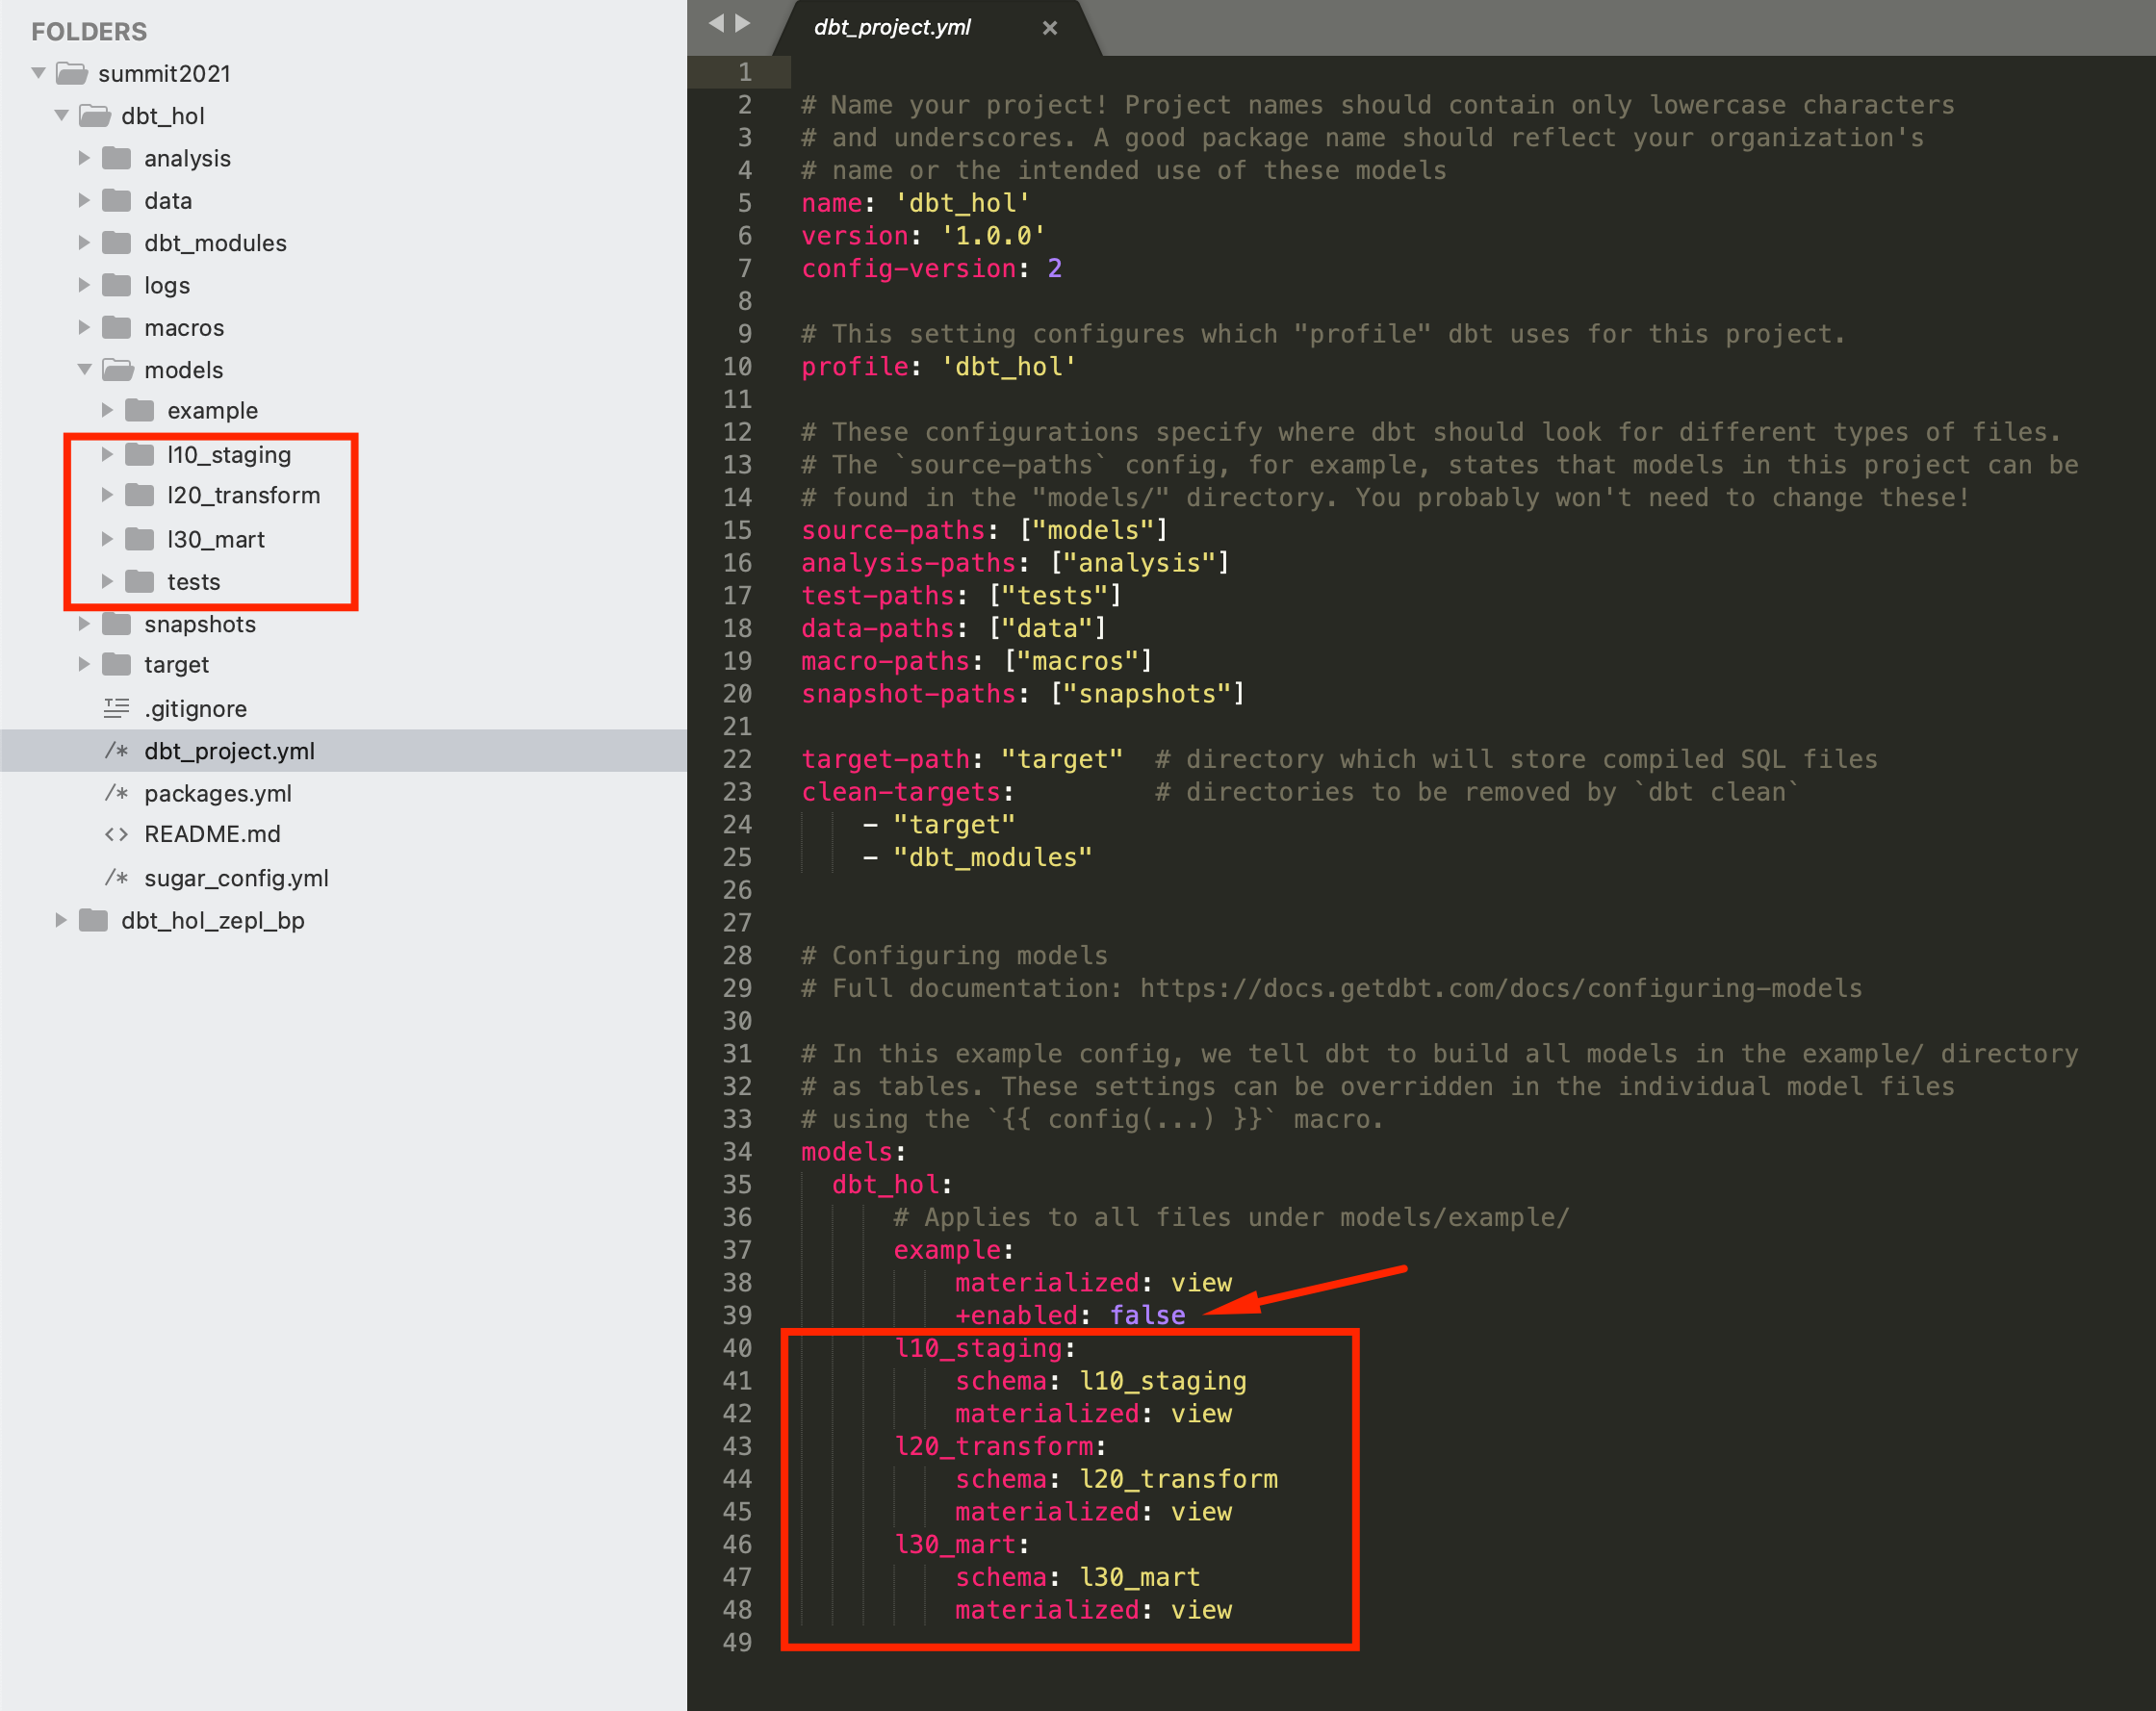 FOLDERS
summit2021
dbt_hol
analysis
data
dbt_modules
logs
macros
models
example
l10_staging
l20_transform
l30_mart
tests
snapshots
target
.gitignore
/* dbt_project.yml
/* packages.yml
<> README.md
/* sugar_config.yml
dbt_hol_zepl_bp
dbt_project.yml ×
1
2 # Name your project! Project names should contain only lowercase characters
3 # and underscores. A good package name should reflect your organization's
4 # name or the intended use of these models
5 name: 'dbt_hol'
6 version: '1.0.0'
7 config-version: 2
8
9 # This setting configures which "profile" dbt uses for this project.
10 profile: 'dbt_hol'
11
12 # These configurations specify where dbt should look for different types of files.
13 # The `source-paths` config, for example, states that models in this project can be
14 # found in the "models/" directory. You probably won't need to change these!
15 source-paths: ["models"]
16 analysis-paths: ["analysis"]
17 test-paths: ["tests"]
18 data-paths: ["data"]
19 macro-paths: ["macros"]
20 snapshot-paths: ["snapshots"]
21
22 target-path: "target"  # directory which will store compiled SQL files
23 clean-targets:         # directories to be removed by `dbt clean`
24     - "target"
25     - "dbt_modules"
26
27
28 # Configuring models
29 # Full documentation: https://docs.getdbt.com/docs/configuring-models
30
31 # In this example config, we tell dbt to build all models in the example/ directory
32 # as tables. These settings can be overridden in the individual model files
33 # using the `{{ config(...) }}` macro.
34 models:
35   dbt_hol:
36       # Applies to all files under models/example/
37       example:
38           materialized: view
39           +enabled: false
40       l10_staging:
41           schema: l10_staging
42           materialized: view
43       l20_transform:
44           schema: l20_transform
45           materialized: view
46       l30_mart:
47           schema: l30_mart
48           materialized: view
49